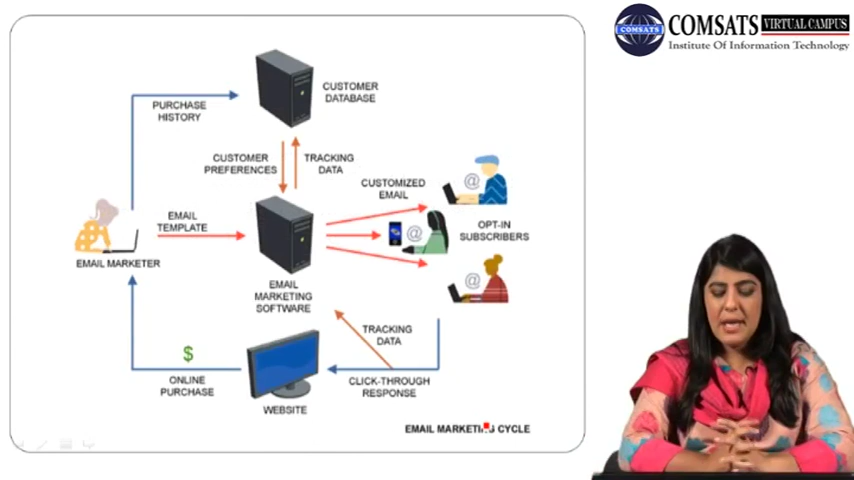 COMSATS VIRTUAL CAMPUS
Institute Of Information Technology
COMSATS
CUSTOMER
DATABASE
PURCHASE
HISTORY
CUSTOMER
PREFERENCES
TRACKING
DATA
CUSTOMIZED
EMAIL
@
EMAIL
TEMPLATE
@
OPT-IN
SUBSCRIBERS
EMAIL MARKETER
@
EMAIL
MARKETING
SOFTWARE
TRACKING
DATA
$
ONLINE
PURCHASE
CLICK-THROUGH
RESPONSE
WEBSITE
EMAIL MARKETING CYCLE